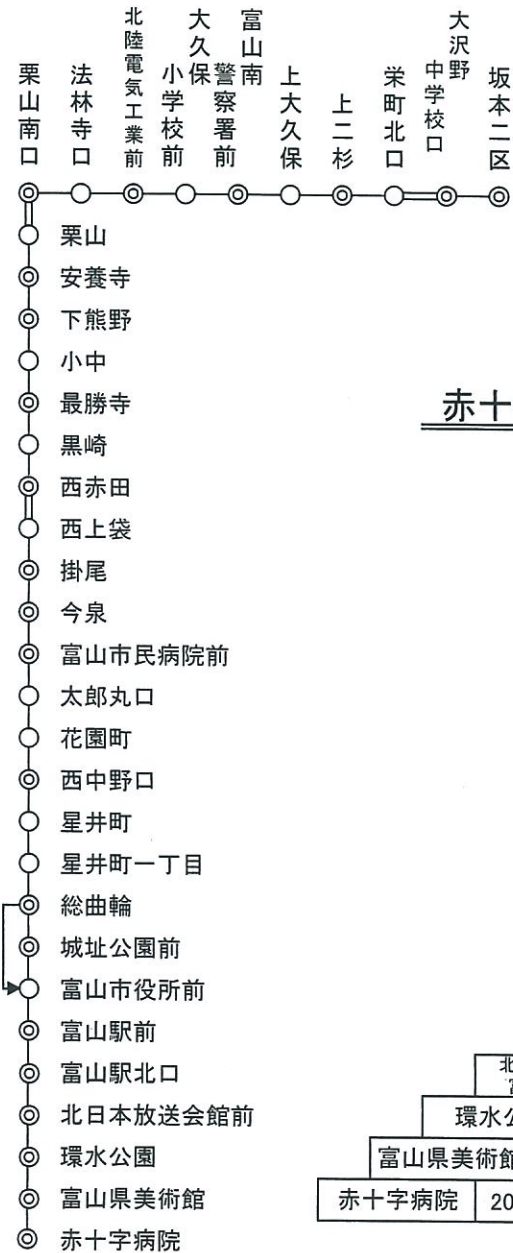 栗山南口
法林寺口
北陸電気工業前
大久保
小学校前
富山南
警察署前
上大久保
上二杉
栄町北口
大沢野
中学校口
坂本二区
栗山
安養寺
下熊野
小中
最勝寺
黒崎
西赤田
西上袋
掛尾
今泉
富山市民病院前
太郎丸口
花園町
西中野口
星井町
星井町一丁目
総曲輪
城址公園前
富山市役所前
富山駅前
富山駅北口
北日本放送会館前
環水公園
富山県美術館
赤十字病院
赤十
環水公
富山県美術館
赤十字病院 20